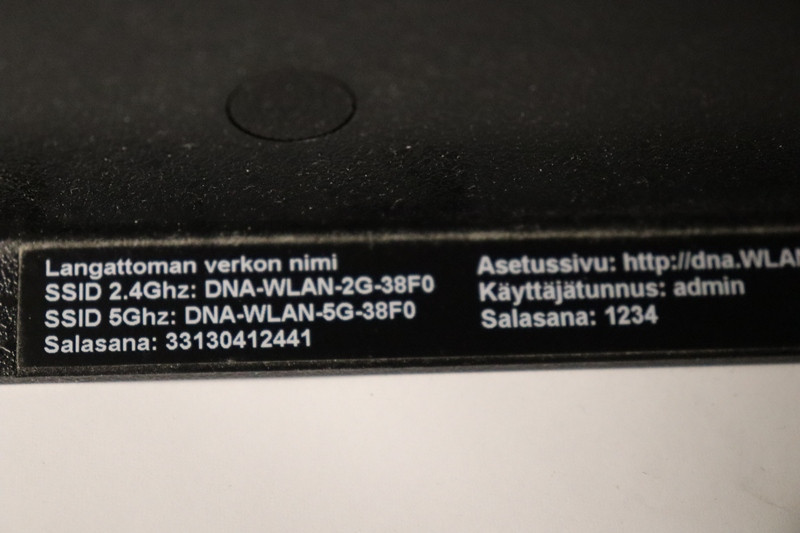 Langattoman verkon nimi
SSID 2.4Ghz: DNA-WLAN-2G-38F0
SSID 5Ghz: DNA-WLAN-5G-38F0
Salasana: 33130412441
Asetussivu: http://dna.WLAN
Käyttäjätunnus: admin
Salasana: 1234